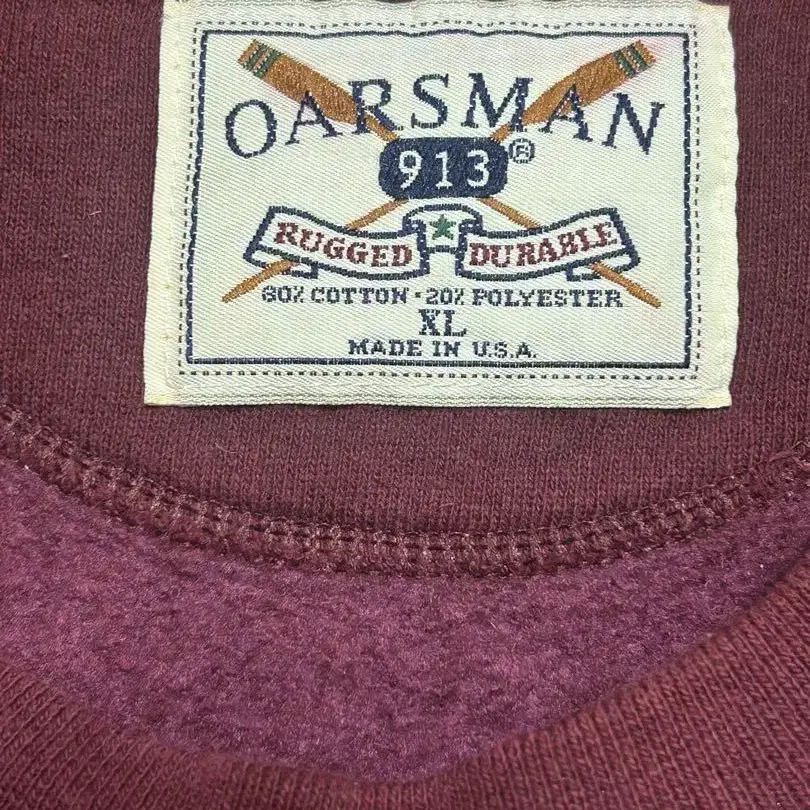 OARSMAN
913®
RUGGED DURABLE
80% COTTON · 20% POLYESTER
XL
MADE IN U.S.A.